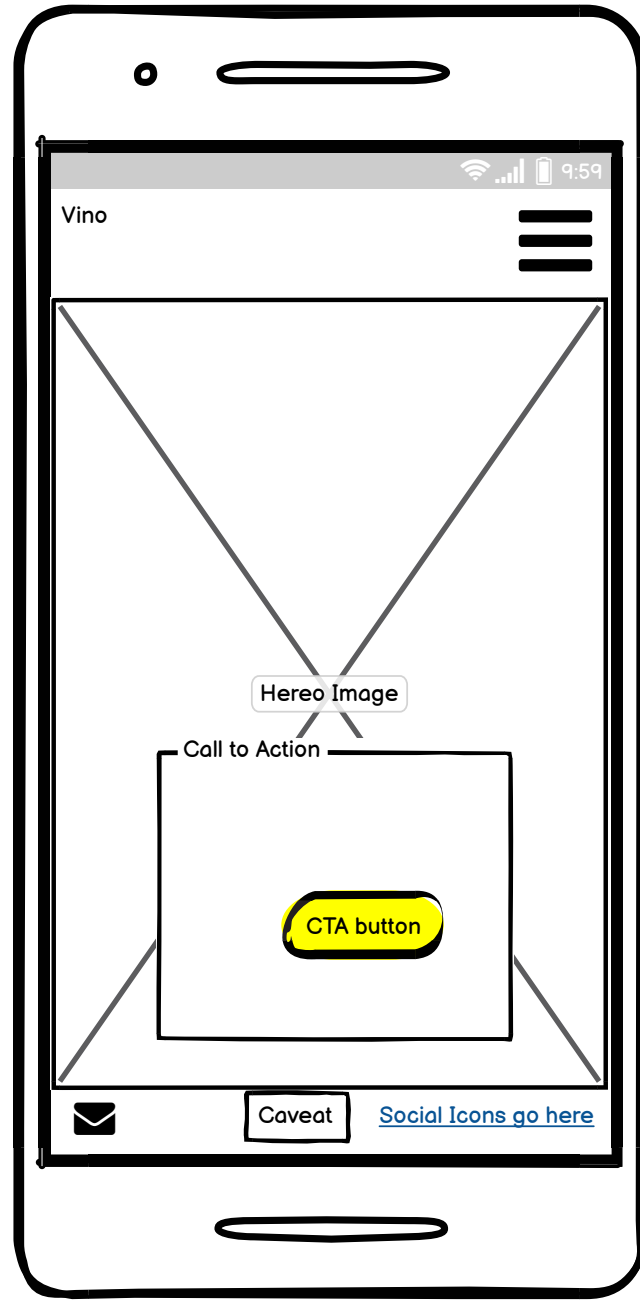 9:59
Vino
Hereo Image
Call to Action
CTA button
Caveat
Social Icons go here